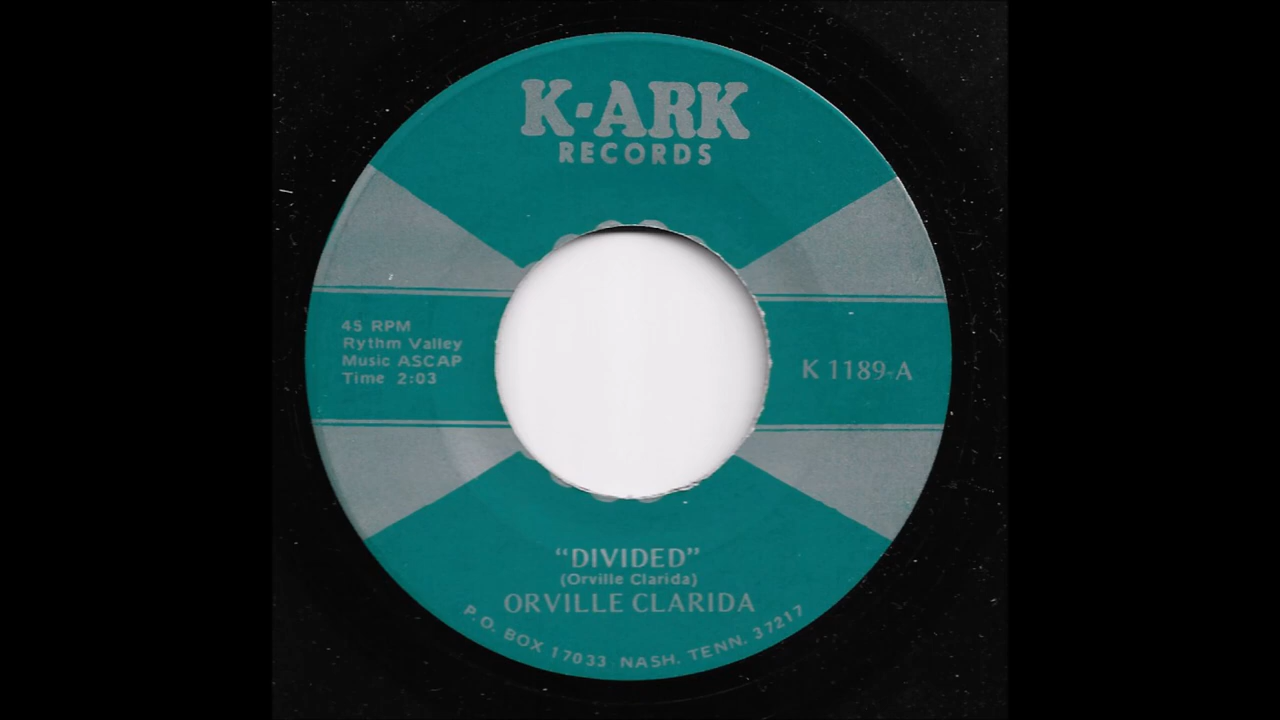 K-ARK
RECORDS
45 RPM
Rythm Valley
Music ASCAP
Time 2:03
K 1189-A
“DIVIDED”
(Orville Clarida)
ORVILLE CLARIDA
P.O. BOX 17033 NASH. TENN. 37217